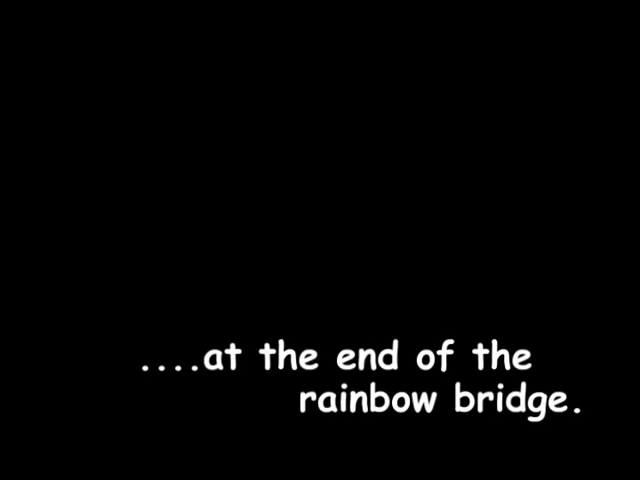 ....at the end of the
rainbow bridge.